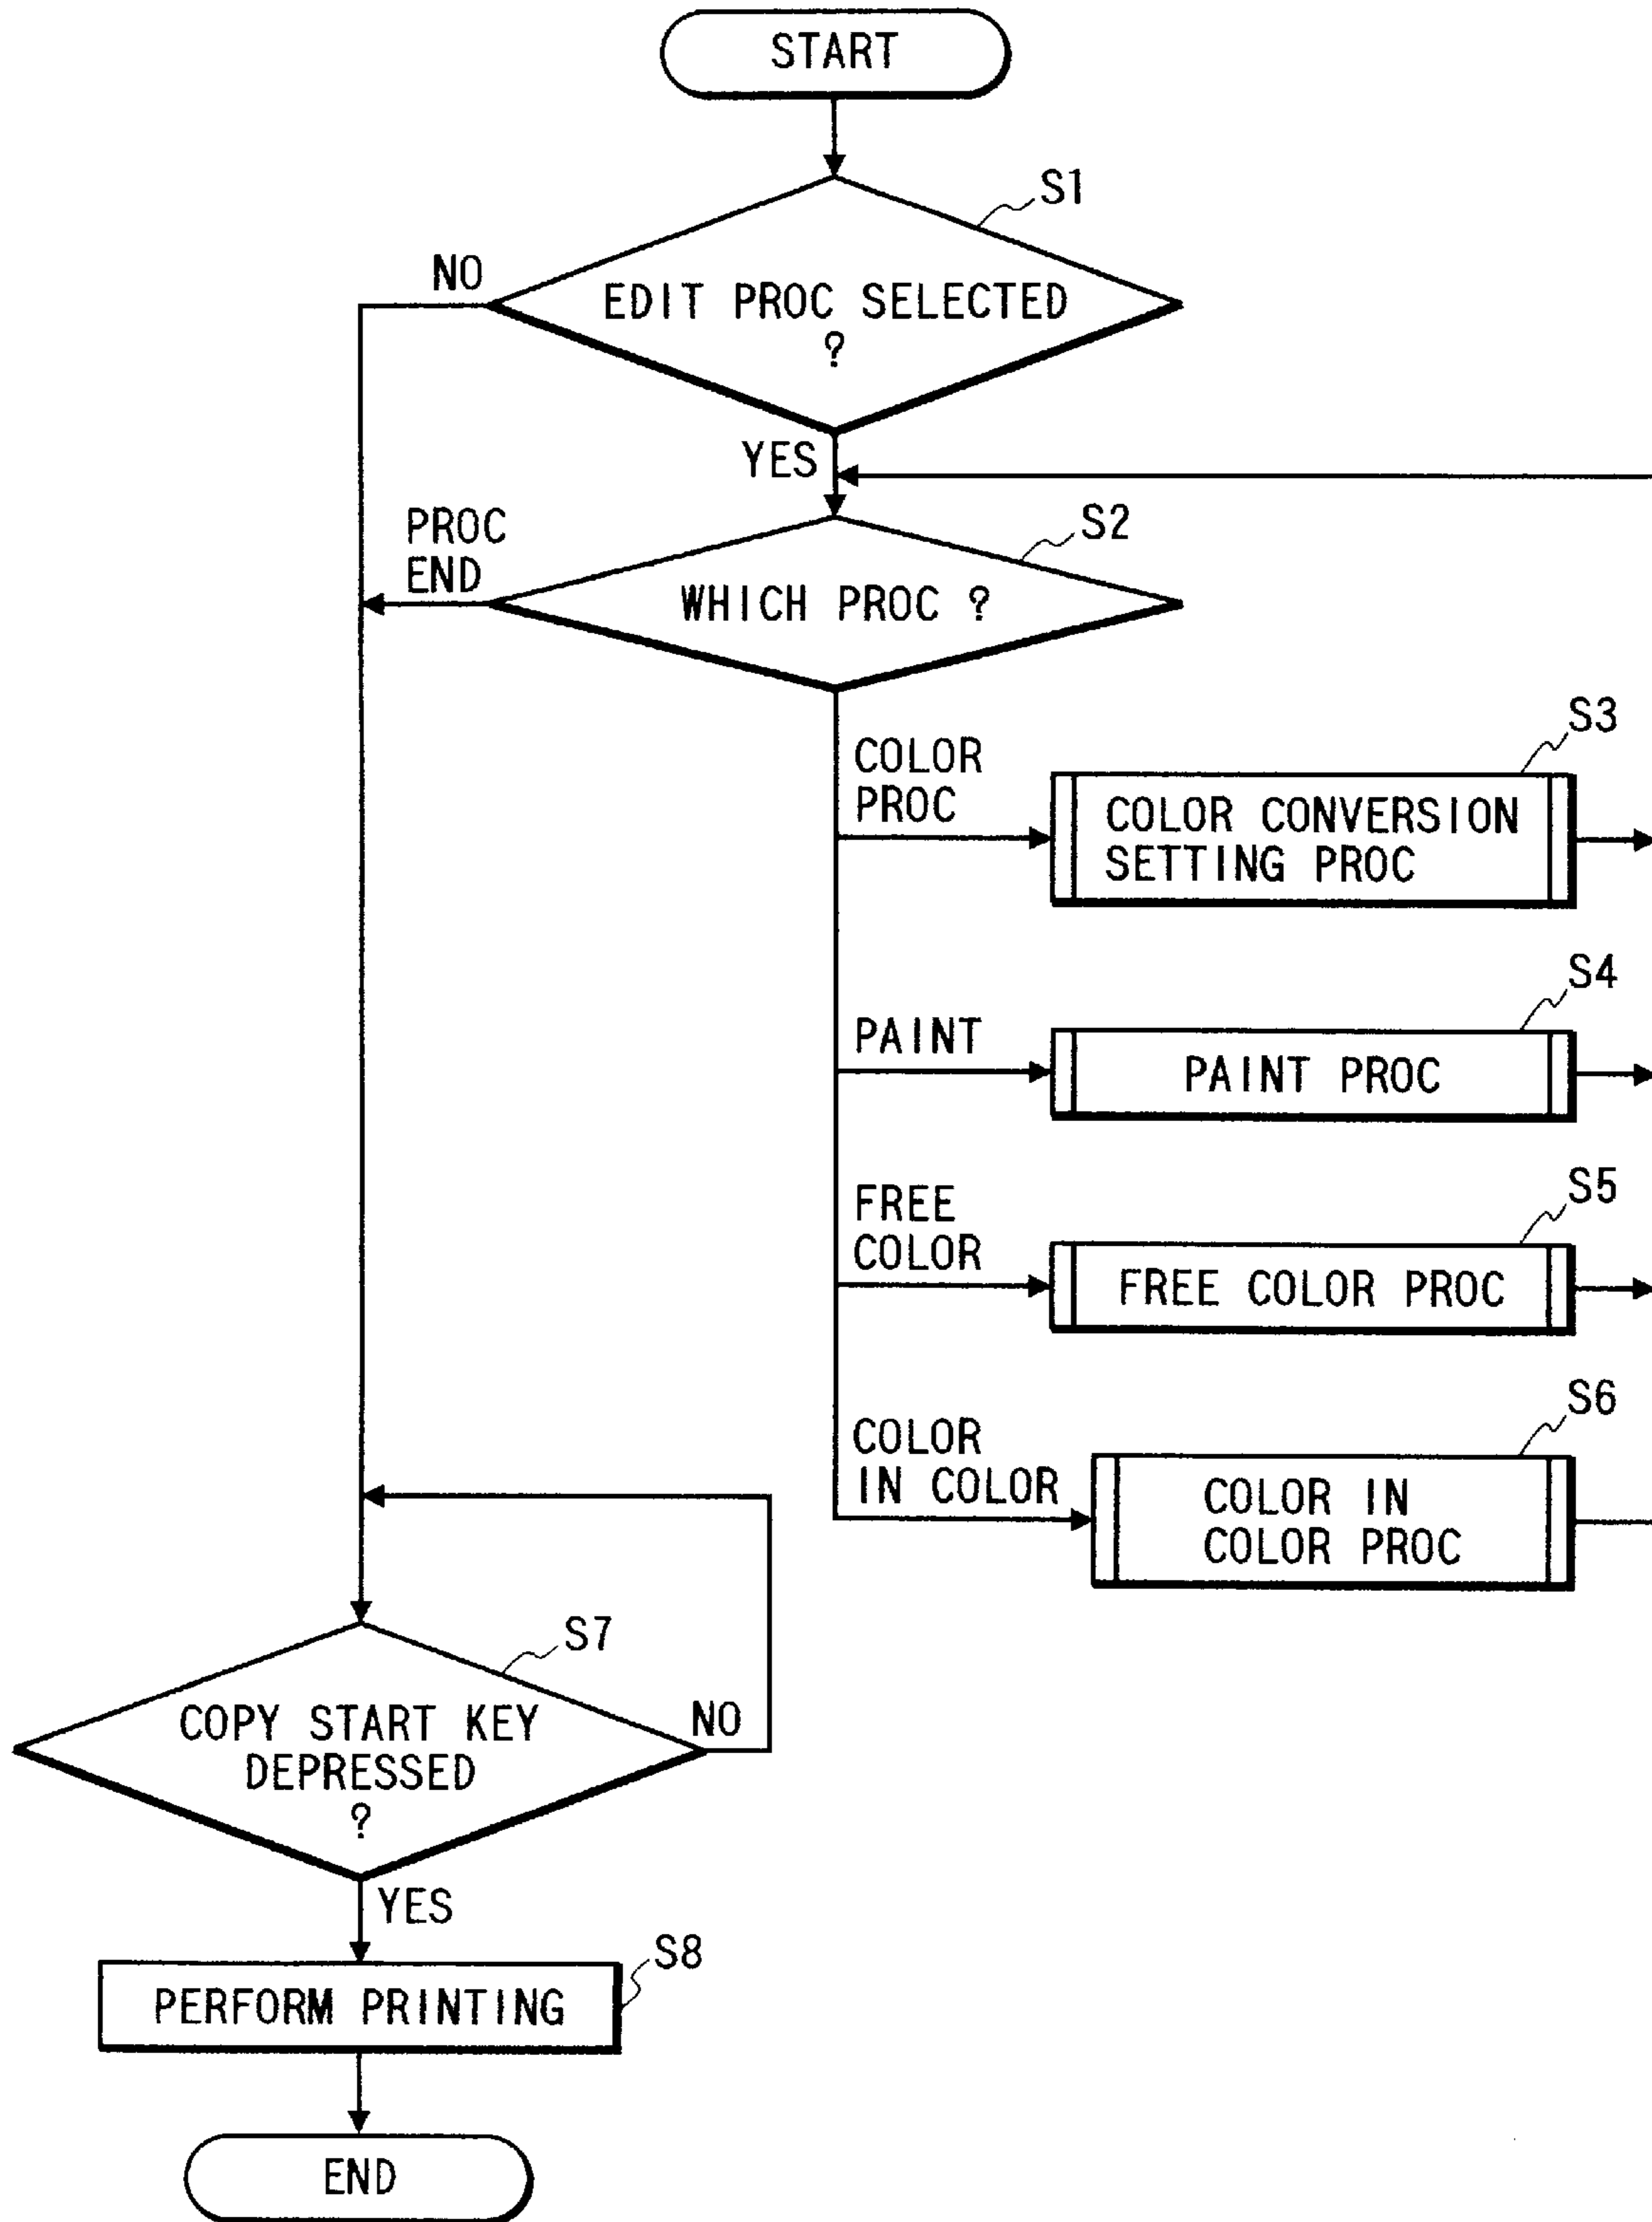 START
S1
NO
EDIT PROC SELECTED
?
YES
S2
PROC
END
WHICH PROC ?
S3
COLOR
PROC
COLOR CONVERSION
SETTING PROC
S4
PAINT
PAINT PROC
S5
FREE
COLOR
FREE COLOR PROC
S6
COLOR
IN COLOR
COLOR IN
COLOR PROC
S7
COPY START KEY
DEPRESSED
?
NO
YES
S8
PERFORM PRINTING
END